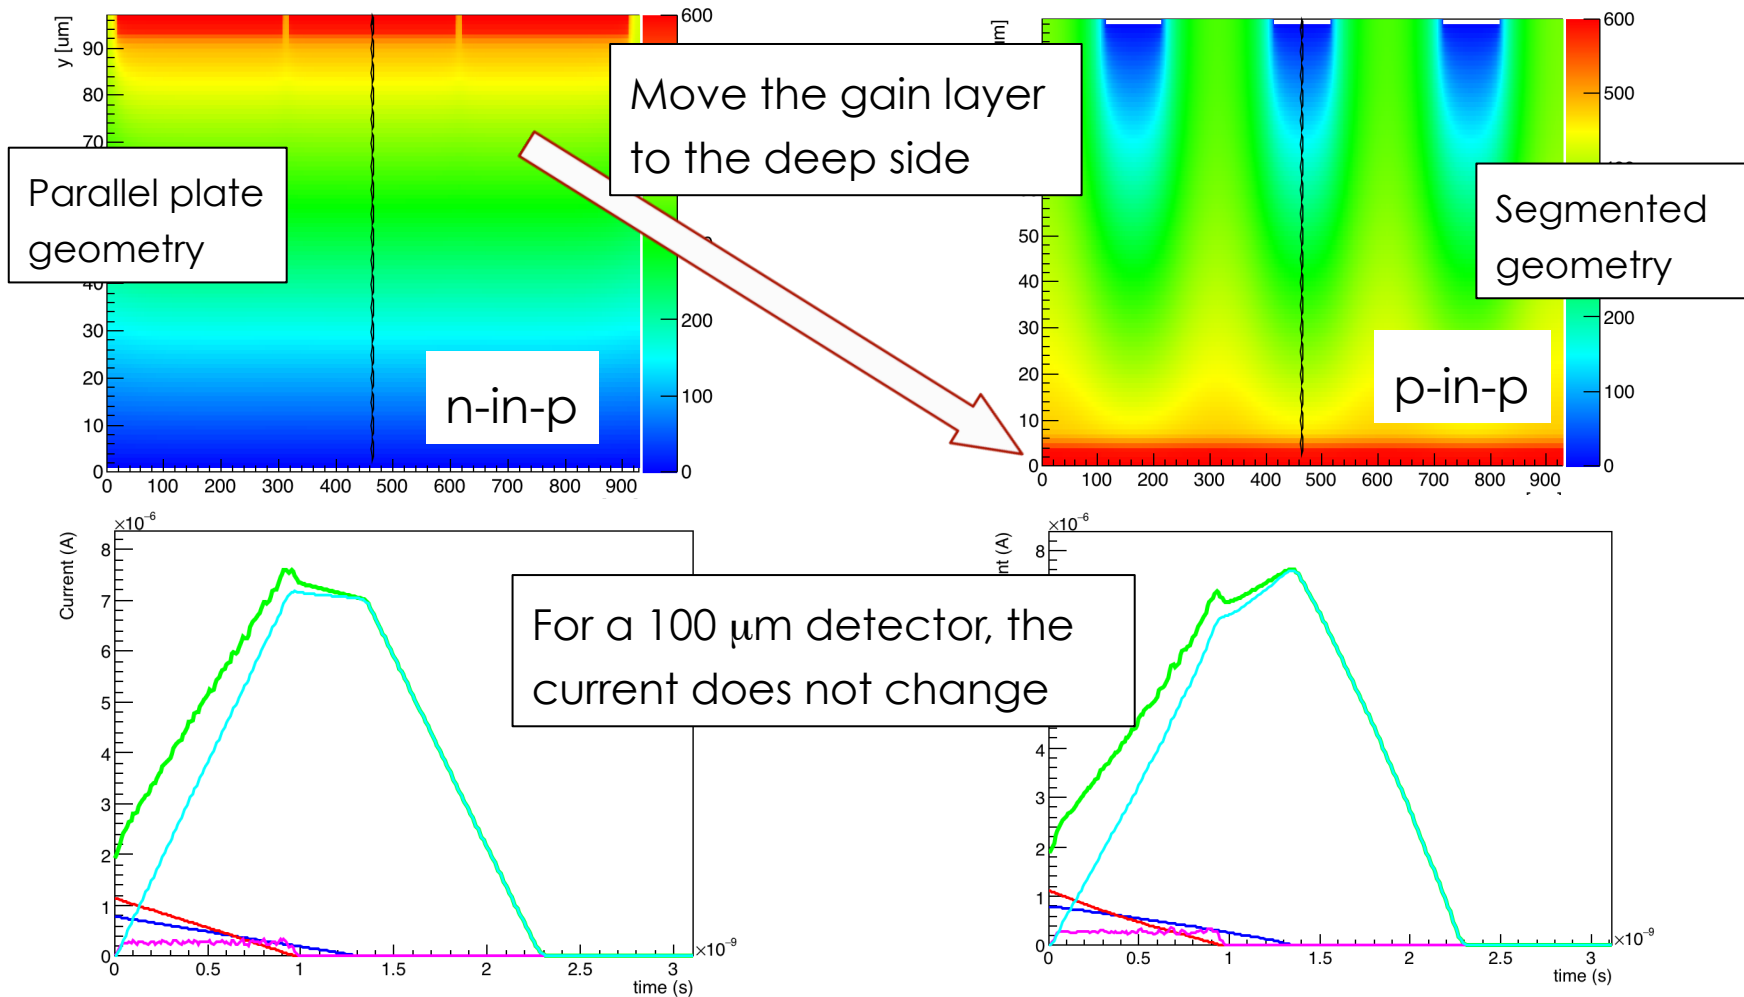 y [um]
90
80
70
40
30
20
10
0
0 100 200 300 400 500 600 700 800 900
600
200
100
0
Parallel plate
geometry
n-in-p
Move the gain layer
to the deep side
50
40
30
20
10
0
0 100 200 300 400 500 600 700 800 900
600
500
200
100
0
Segmented
geometry
p-in-p
×10⁻⁶
Current (A)
8
7
6
5
4
3
2
1
0
0 0.5 1 1.5 2 2.5 3
×10⁻⁹
time (s)
For a 100 μm detector, the
current does not change
×10⁻⁶
nt (A)
8
4
3
2
1
0
0 0.5 1 1.5 2 2.5 3
×10⁻⁹
time (s)